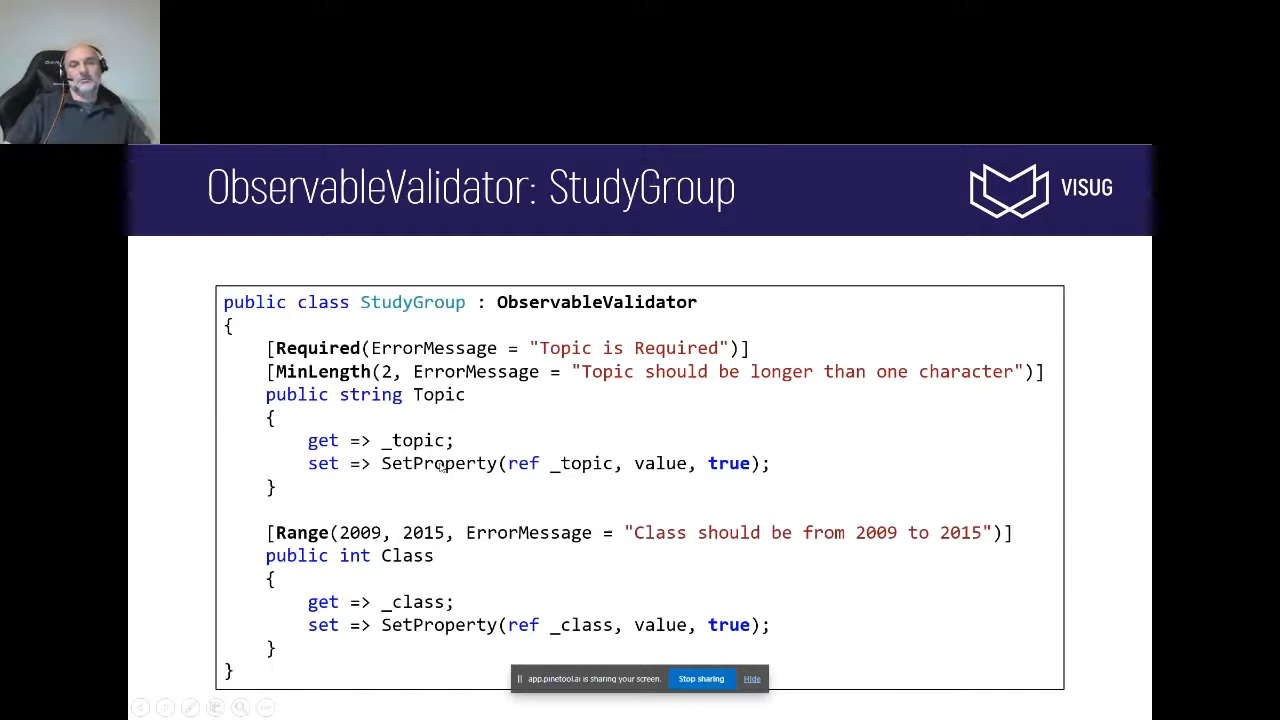 ObservableValidator: StudyGroup
VISUG
public class StudyGroup : ObservableValidator
{
[Required(ErrorMessage = "Topic is Required")]
[MinLength(2, ErrorMessage = "Topic should be longer than one character")]
public string Topic
{
get => _topic;
set => SetProperty(ref _topic, value, true);
}
[Range(2009, 2015, ErrorMessage = "Class should be from 2009 to 2015")]
public int Class
{
get => _class;
set => SetProperty(ref _class, value, true);
}
}
app.pinetool.ai is sharing your screen. Stop sharing Hide